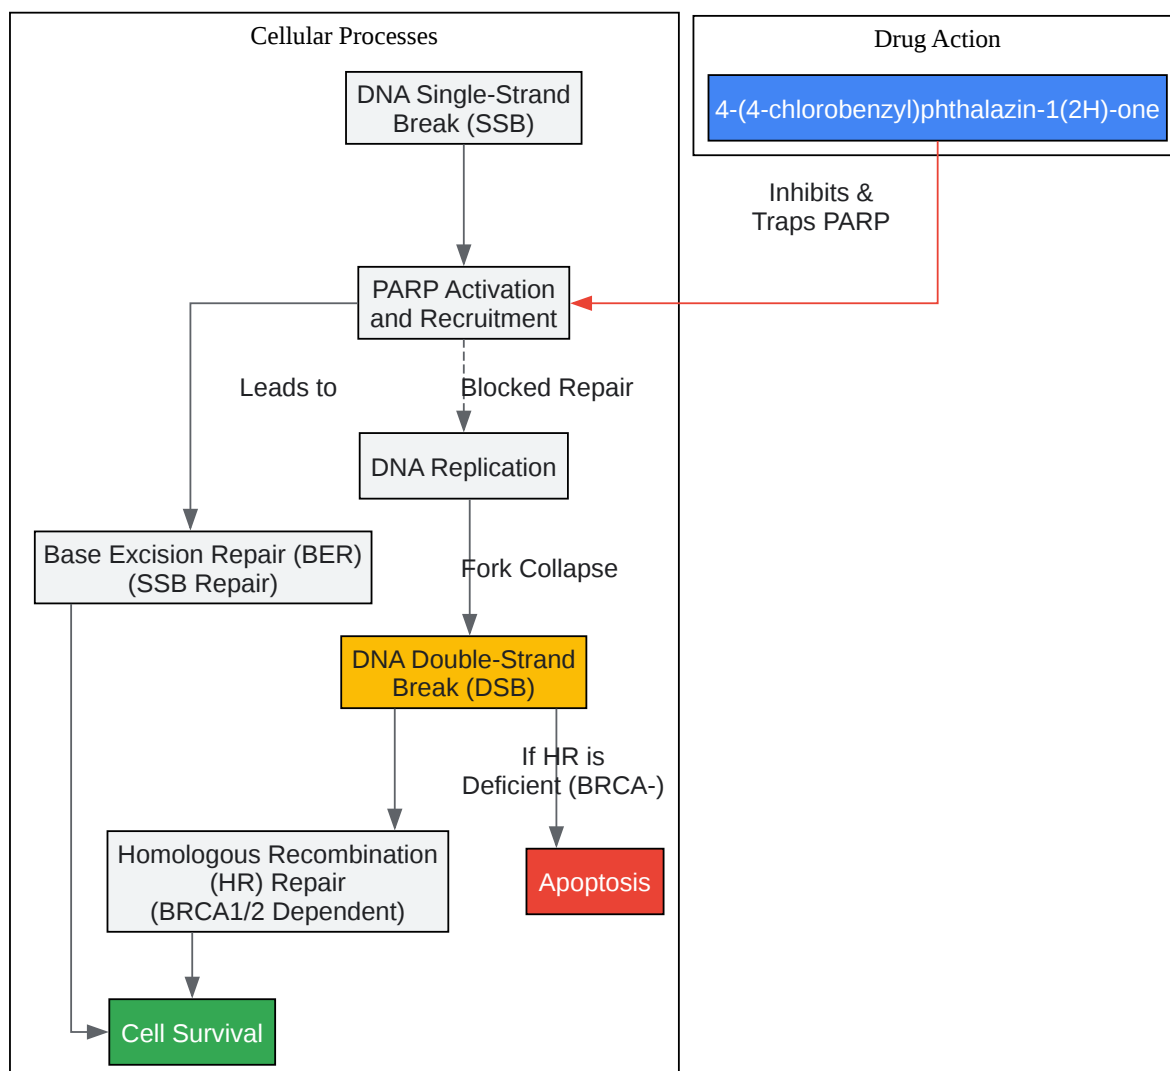 Cellular Processes
Drug Action
DNA Single-Strand
Break (SSB)
4-(4-chlorobenzyl)phthalazin-1(2H)-one
Inhibits &
Traps PARP
PARP Activation
and Recruitment
Leads to
Blocked Repair
DNA Replication
Base Excision Repair (BER)
(SSB Repair)
Fork Collapse
DNA Double-Strand
Break (DSB)
If HR is
Deficient (BRCA-)
Homologous Recombination
(HR) Repair
(BRCA1/2 Dependent)
Apoptosis
Cell Survival